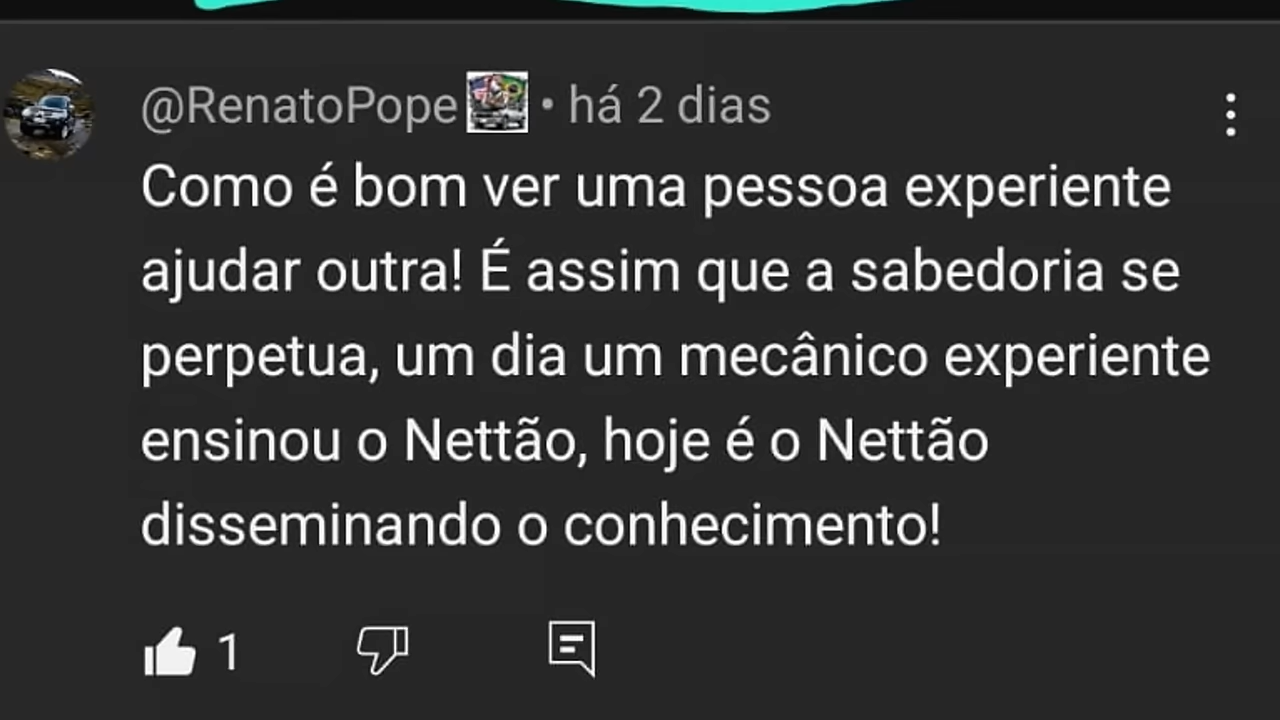 @RenatoPope • há 2 dias
Como é bom ver uma pessoa experiente
ajudar outra! É assim que a sabedoria se
perpetua, um dia um mecânico experiente
ensinou o Nettão, hoje é o Nettão
disseminando o conhecimento!
1